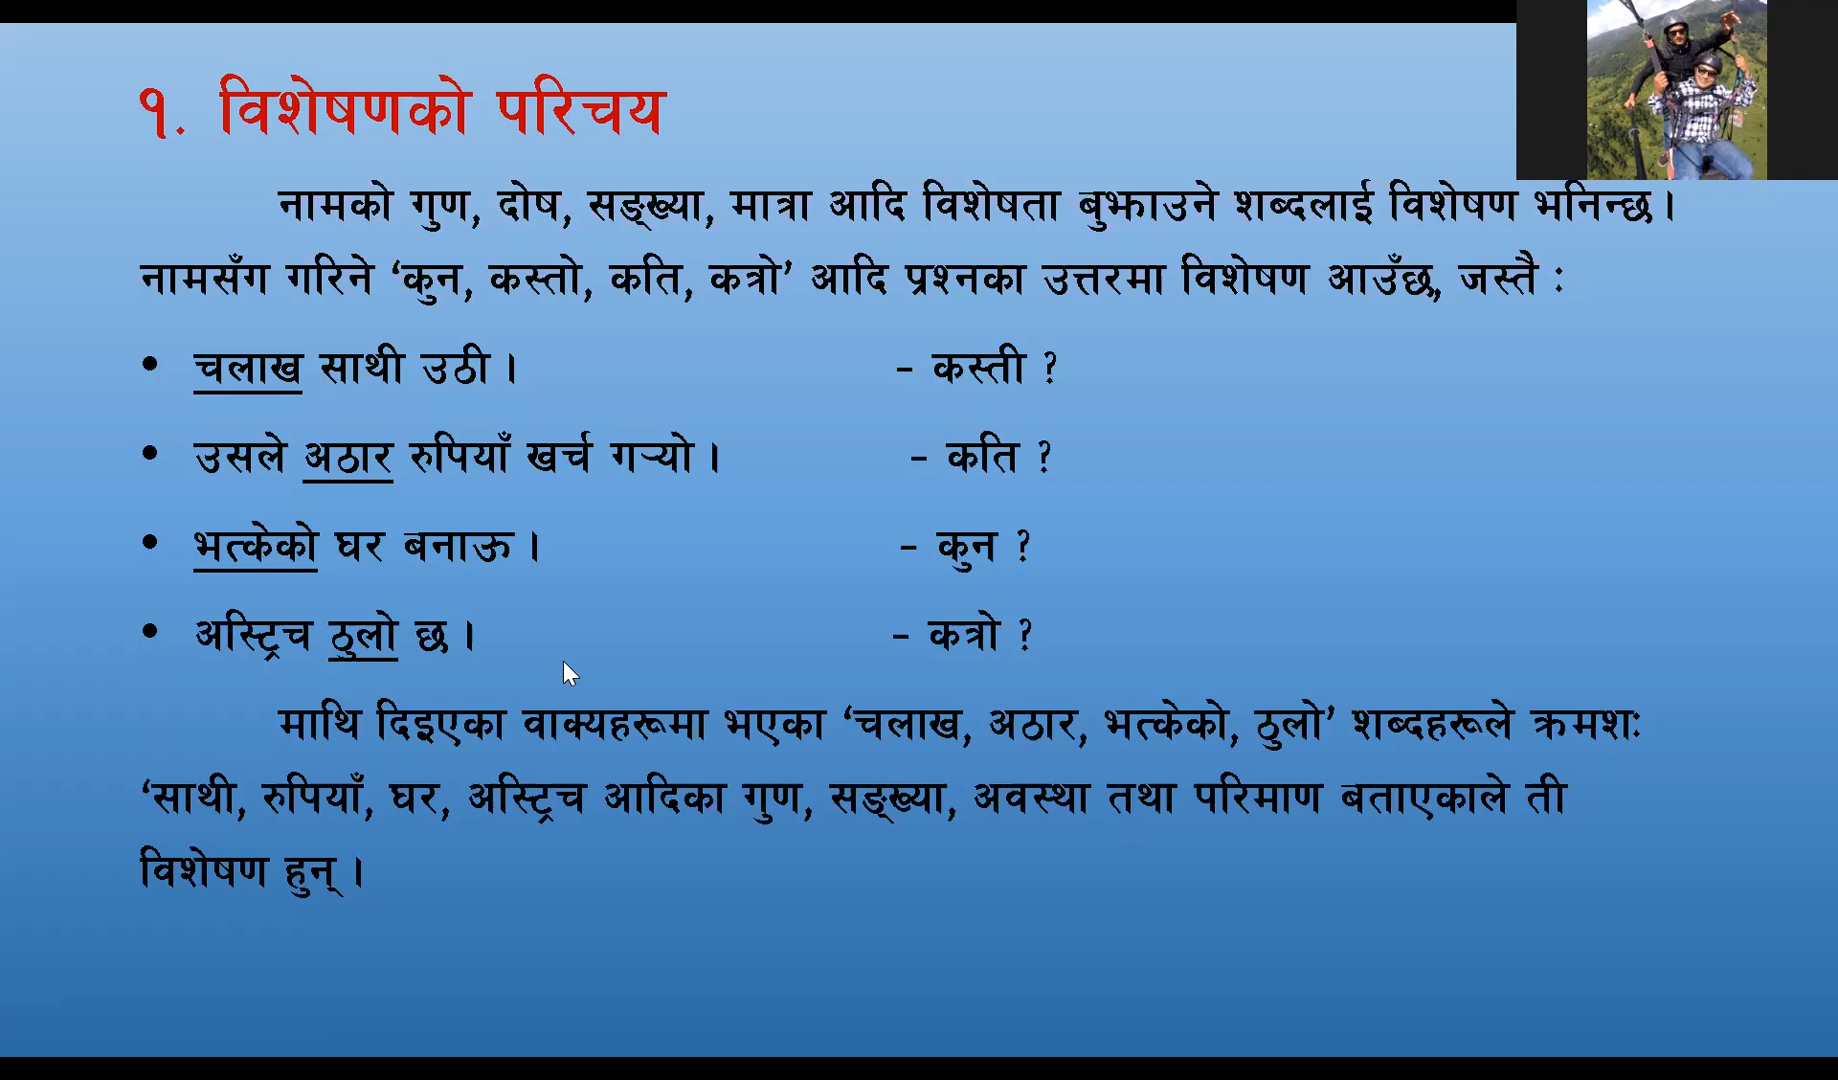 १. विशेषणको परिचय
नामको गुण, दोष, सङ्ख्या, मात्रा आदि विशेषता बुझाउने शब्दलाई विशेषण भनिन्छ।
नामसँग गरिने ‘कुन, कस्तो, कति, कत्रो’ आदि प्रश्नका उत्तरमा विशेषण आउँछ, जस्तै :
• चलाख साथी उठी। – कस्ती ?
• उसले अठार रुपियाँ खर्च गर्‍यो। – कति ?
• भत्केको घर बनाऊ। – कुन ?
• अस्ट्रिच ठुलो छ। – कत्रो ?
माथि दिइएका वाक्यहरूमा भएका ‘चलाख, अठार, भत्केको, ठुलो’ शब्दहरूले क्रमशः
‘साथी, रुपियाँ, घर, अस्ट्रिच आदिका गुण, सङ्ख्या, अवस्था तथा परिमाण बताएकाले ती
विशेषण हुन्।